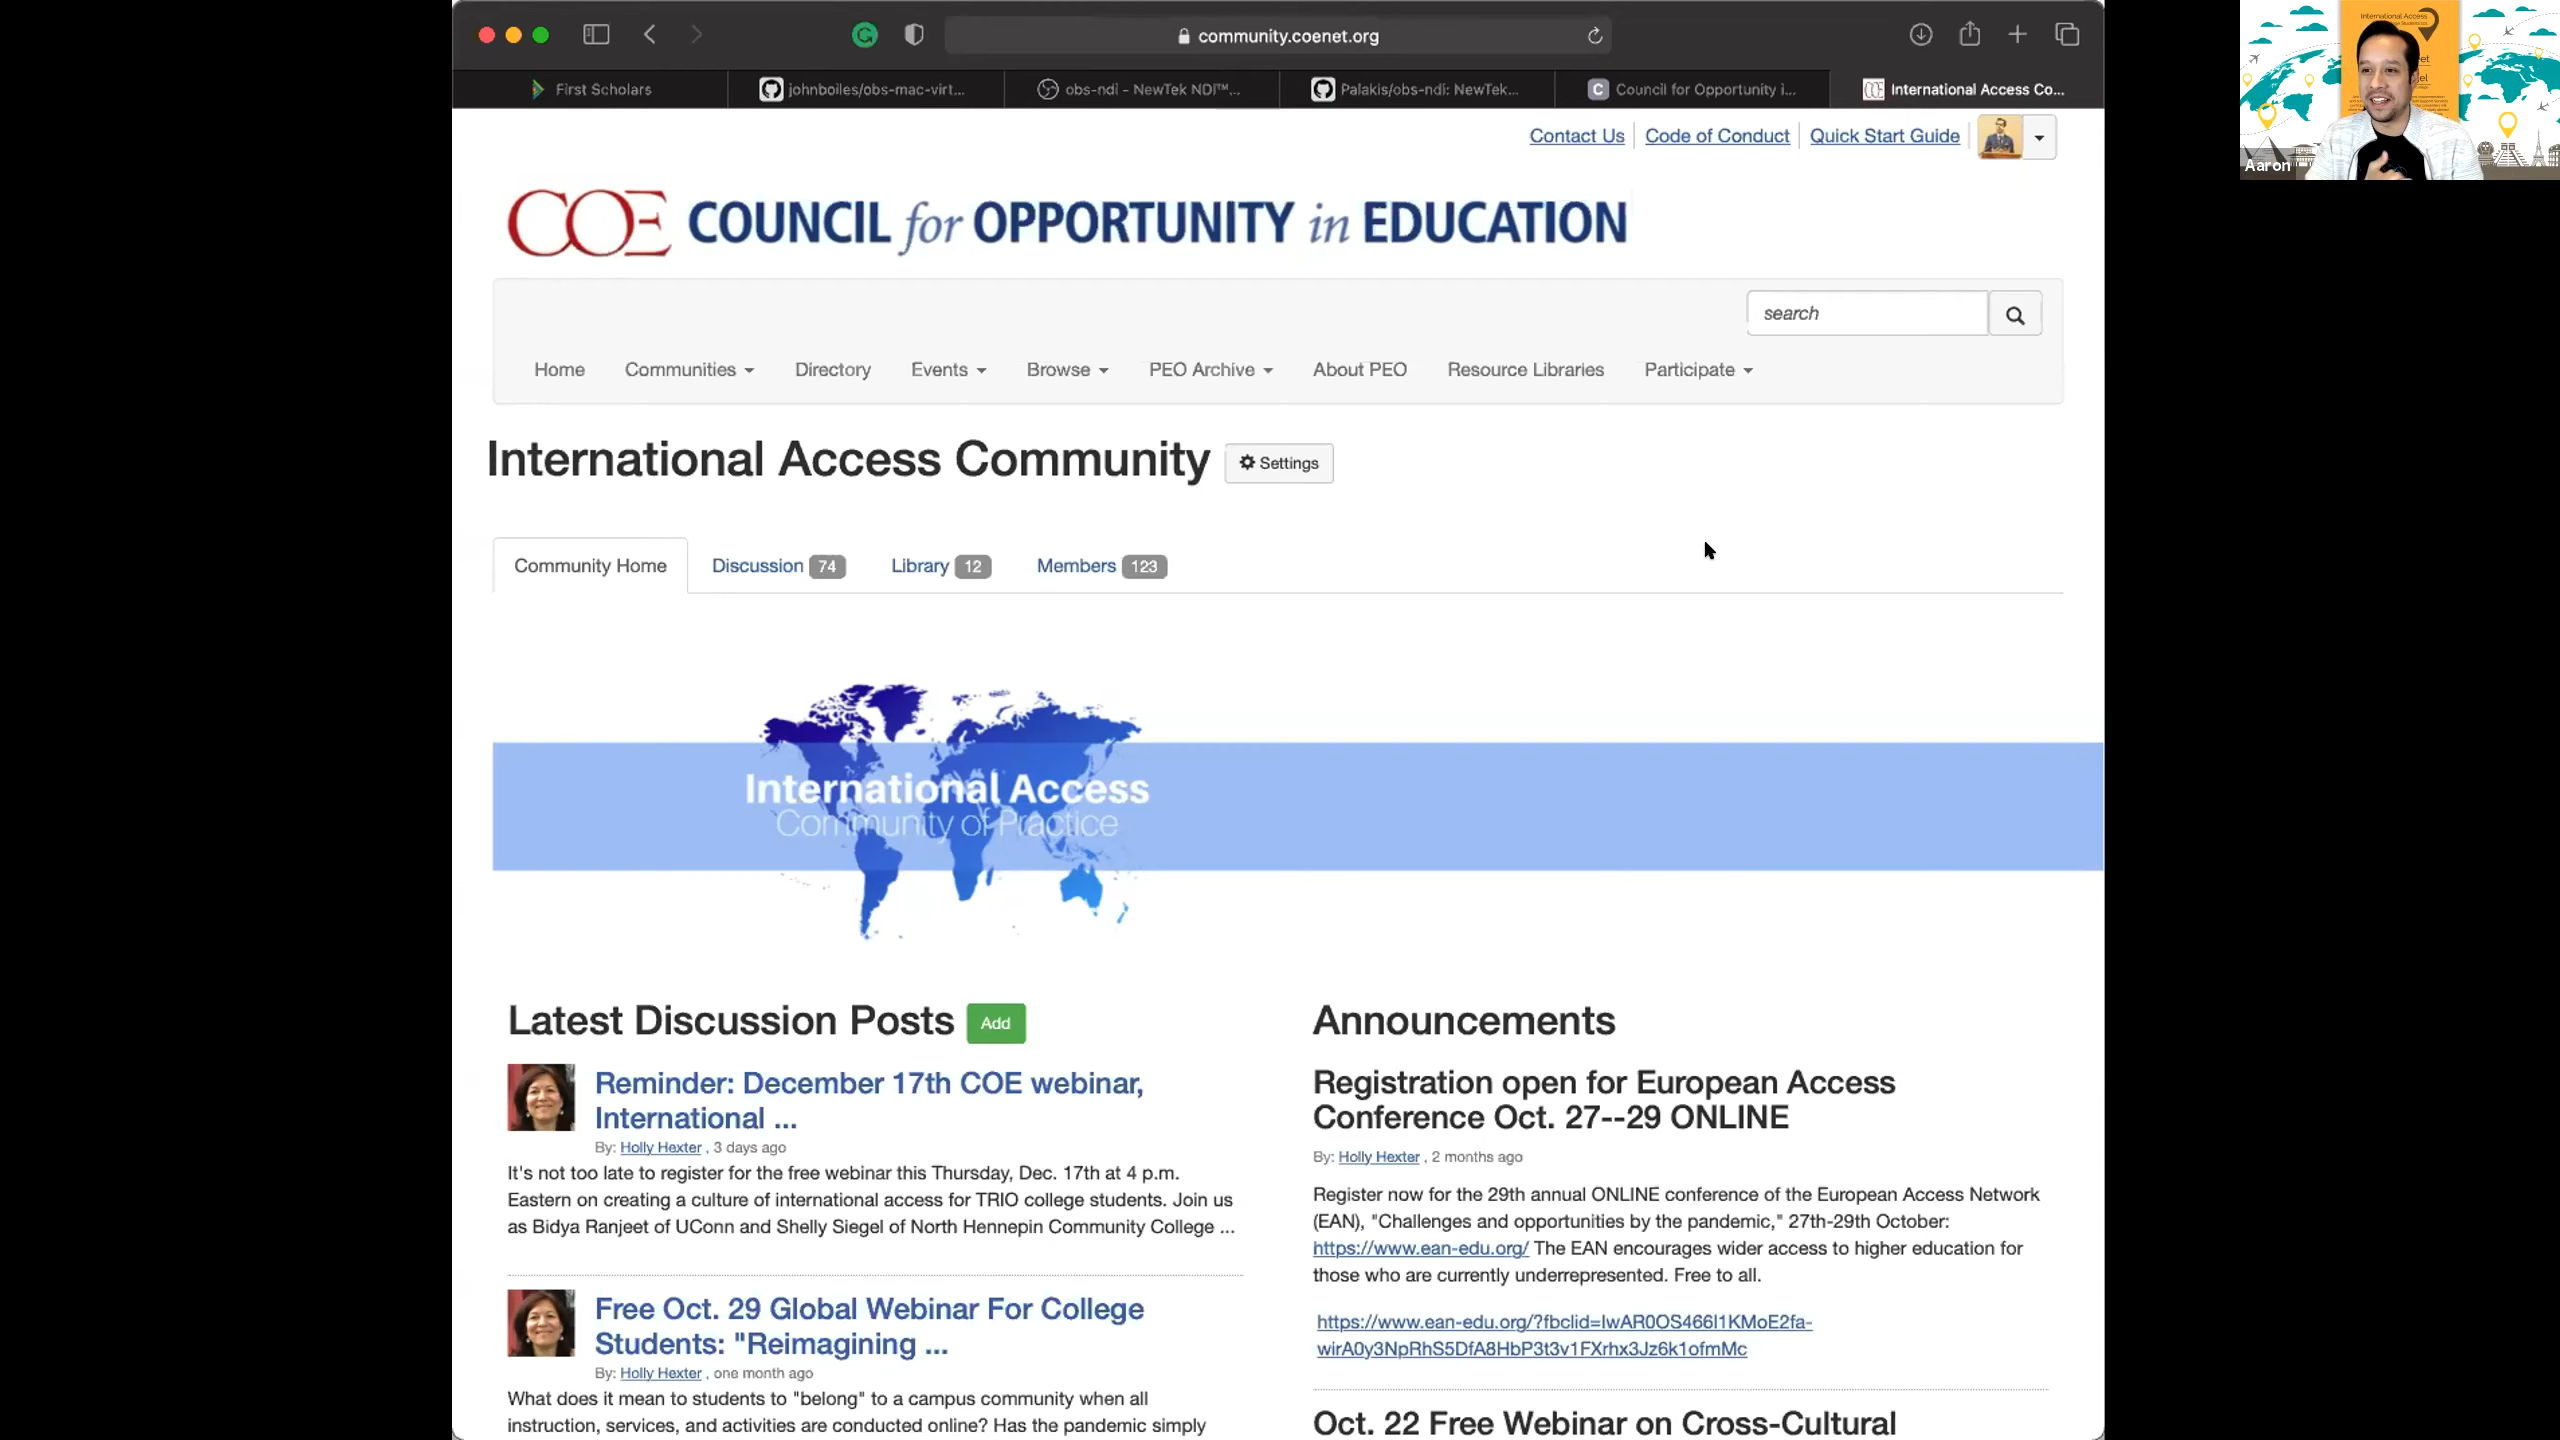 community.coenet.org
First Scholars
johnboiles/obs-mac-virt...
obs-ndi - NewTek NDI™...
Palakis/obs-ndi: NewTek...
C Council for Opportunity i...
International Access Co...
International Access
Aaron
Contact Us
Code of Conduct
Quick Start Guide
COE COUNCIL for OPPORTUNITY in EDUCATION
search
Home
Communities
Directory
Events
Browse
PEO Archive
About PEO
Resource Libraries
Participate
International Access Community
Settings
Community Home
Discussion 74
Library 12
Members 123
International Access
Community of Practice
Latest Discussion Posts
Add
Reminder: December 17th COE webinar,
International ...
By: Holly Hexter , 3 days ago
It's not too late to register for the free webinar this Thursday, Dec. 17th at 4 p.m.
Eastern on creating a culture of international access for TRIO college students. Join us
as Bidya Ranjeet of UConn and Shelly Siegel of North Hennepin Community College ...
Free Oct. 29 Global Webinar For College
Students: "Reimagining ...
By: Holly Hexter , one month ago
What does it mean to students to "belong" to a campus community when all
instruction, services, and activities are conducted online? Has the pandemic simply
Announcements
Registration open for European Access
Conference Oct. 27--29 ONLINE
By: Holly Hexter , 2 months ago
Register now for the 29th annual ONLINE conference of the European Access Network
(EAN), "Challenges and opportunities by the pandemic," 27th-29th October:
https://www.ean-edu.org/ The EAN encourages wider access to higher education for
those who are currently underrepresented. Free to all.
https://www.ean-edu.org/?fbclid=IwAR0OS466I1KMoE2fa-
wirA0y3NpRhS5DfA8HbP3t3v1FXrhx3Jz6k1ofmMc
Oct. 22 Free Webinar on Cross-Cultural